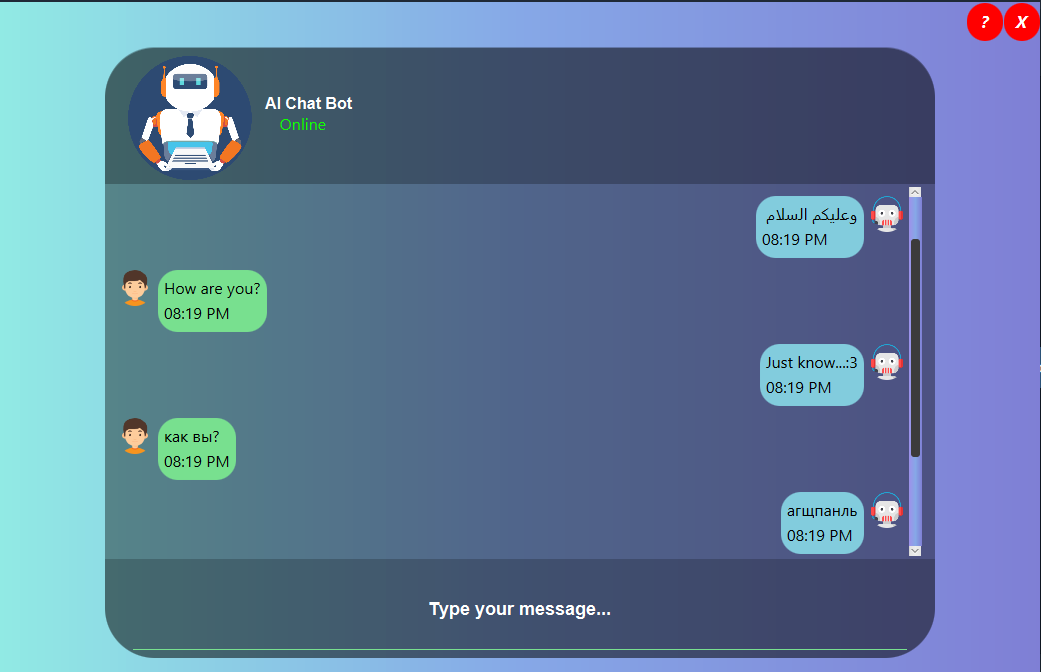 ?
X
AI Chat Bot
Online
وعليكم السلام
08:19 PM
How are you?
08:19 PM
Just know...:3
08:19 PM
как вы?
08:19 PM
агщпанль
08:19 PM
Type your message...